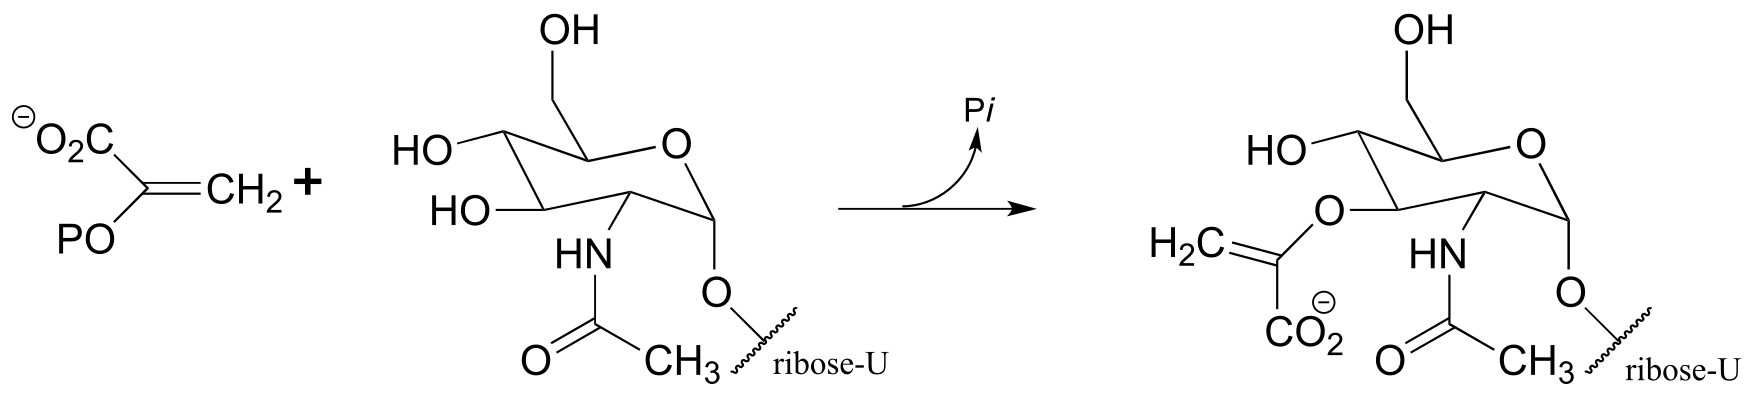 OH
OH
Pi
⊖O2C
HO
O
HO
O
CH2
+
HO
O
H2C
PO
HN
HN
O
O
⊖
CO2
O
CH3
ribose-U
O
CH3
ribose-U